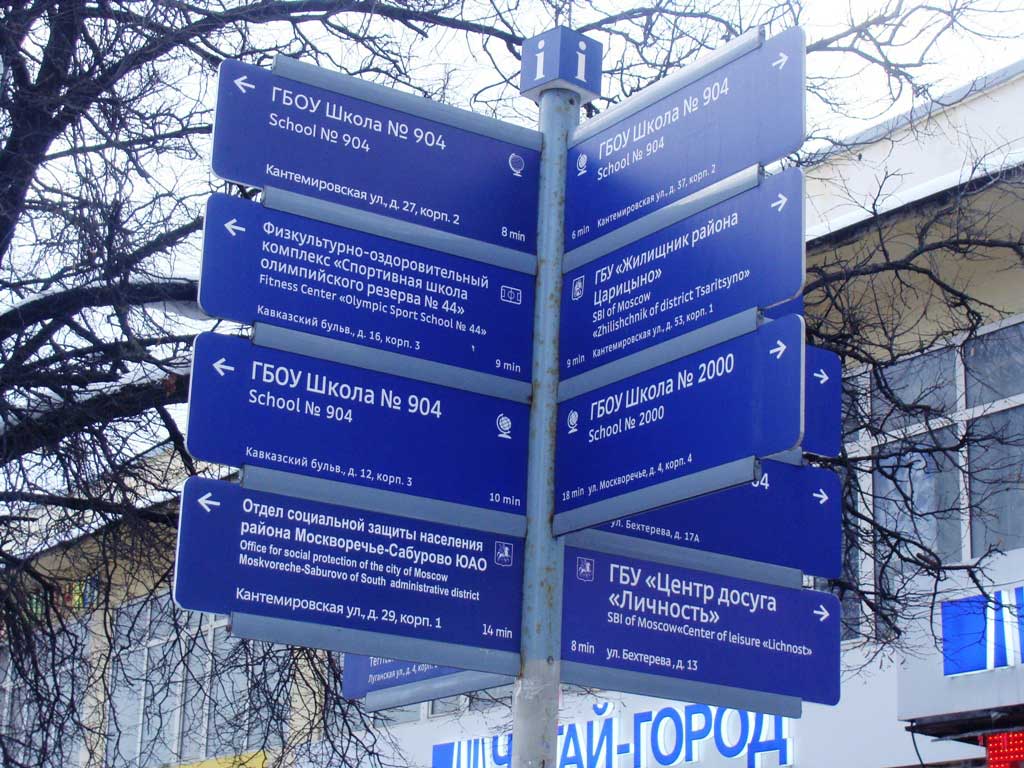 i i
ГБОУ Школа № 904
School № 904
Кантемировская ул., д. 27, корп. 2
8 min
Физкультурно-оздоровительный
комплекс «Спортивная школа
олимпийского резерва № 44»
Fitness Center «Olympic Sport School № 44»
Кавказский бульв., д. 16, корп. 3
9 min
ГБОУ Школа № 904
School № 904
Кавказский бульв., д. 12, корп. 3
10 min
Отдел социальной защиты населения
района Москворечье-Сабурово ЮАО
Office for social protection of the city of Moscow
Moskvoreche-Saburovo of South administrative district
Кантемировская ул., д. 29, корп. 1
14 min
ГБОУ Школа № 904
School № 904
6 min Кантемировская ул., д. 37, корп. 2
ГБУ «Жилищник района
Царицыно»
SBI of Moscow
«Zhilishchnik of district Tsaritsyno»
9 min Кантемировская ул., д. 53, корп. 1
ГБОУ Школа № 2000
School № 2000
18 min ул. Москворечье, д. 4, корп. 4
04
ул. Бехтерева, д. 17А
ГБУ «Центр досуга
«Личность»
SBI of Moscow«Center of leisure «Lichnost»
8 min ул. Бехтерева, д. 13
Луганская ул., д. 4, корп.
ЧИТАЙ-ГОРОД